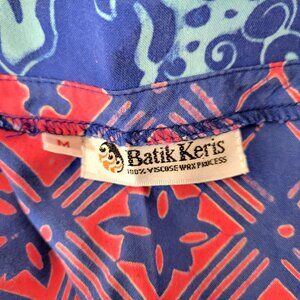 M
Batik Keris
100% VISCOSE WAX PROCESS